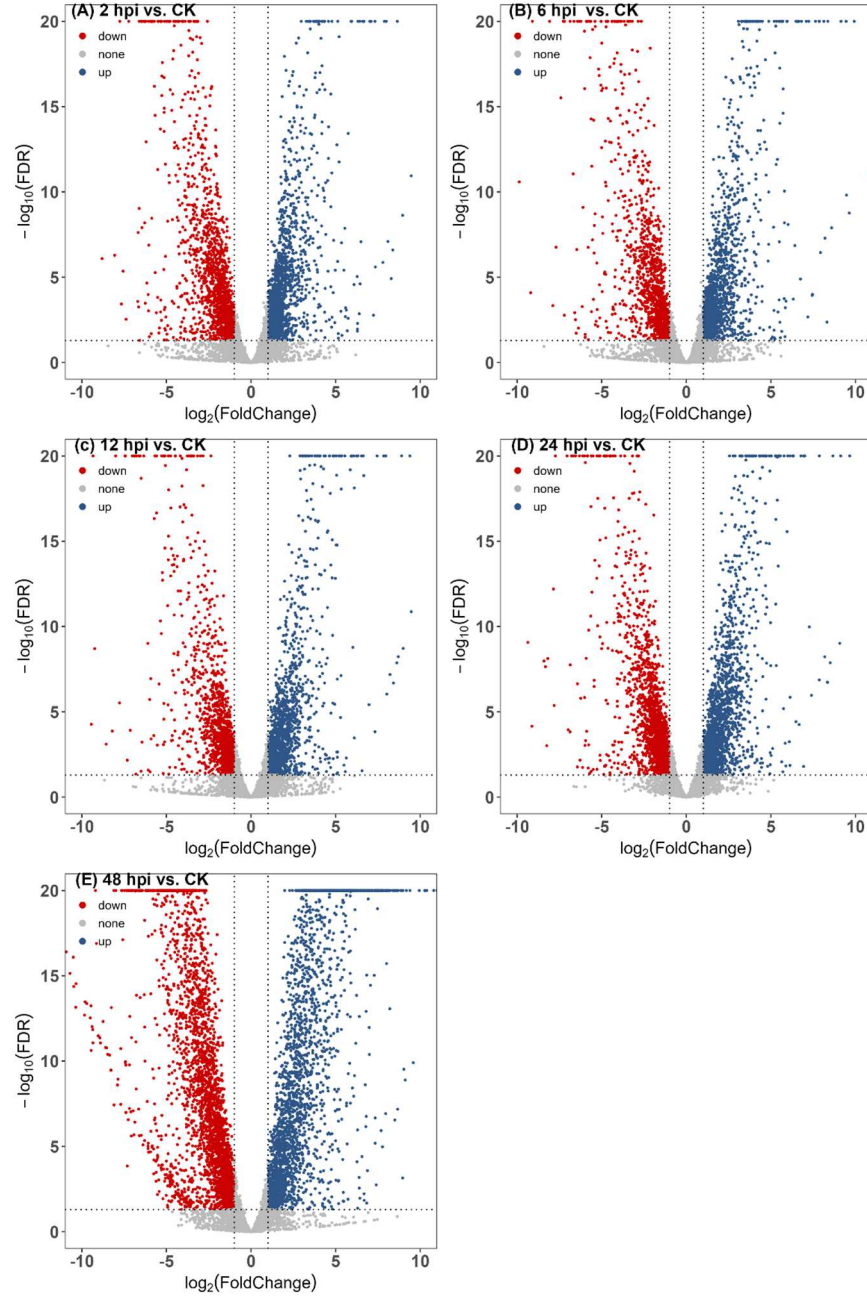 (A) 2 hpi vs. CK
down
none
up
20
15
10
5
0
− log10(FDR)
-10 -5 0 5 10
log2(FoldChange)
(B) 6 hpi vs. CK
down
none
up
20
15
10
5
0
− log10(FDR)
-10 -5 0 5 10
log2(FoldChange)
(c) 12 hpi vs. CK
down
none
up
20
15
10
5
0
− log10(FDR)
-10 -5 0 5 10
log2(FoldChange)
(D) 24 hpi vs. CK
down
none
up
20
15
10
5
0
− log10(FDR)
-10 -5 0 5 10
log2(FoldChange)
(E) 48 hpi vs. CK
down
none
up
20
15
10
5
0
− log10(FDR)
-10 -5 0 5 10
log2(FoldChange)